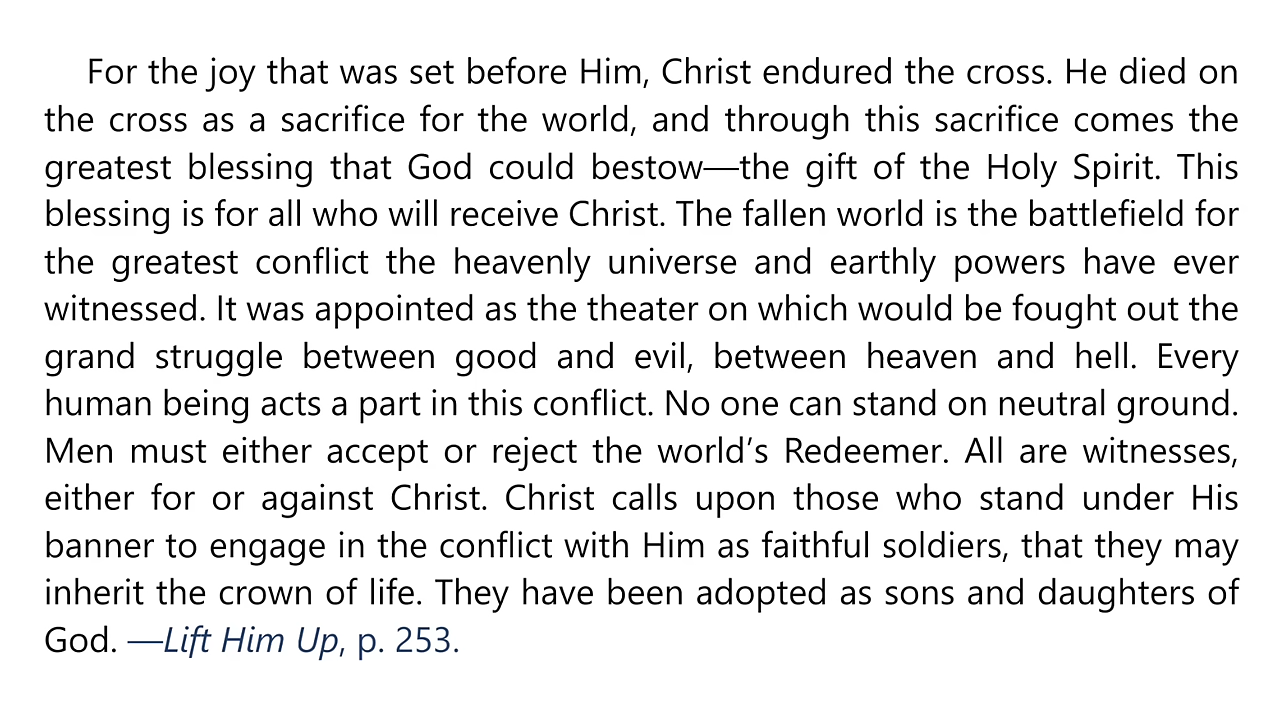 For the joy that was set before Him, Christ endured the cross. He died on
the cross as a sacrifice for the world, and through this sacrifice comes the
greatest blessing that God could bestow—the gift of the Holy Spirit. This
blessing is for all who will receive Christ. The fallen world is the battlefield for
the greatest conflict the heavenly universe and earthly powers have ever
witnessed. It was appointed as the theater on which would be fought out the
grand struggle between good and evil, between heaven and hell. Every
human being acts a part in this conflict. No one can stand on neutral ground.
Men must either accept or reject the world’s Redeemer. All are witnesses,
either for or against Christ. Christ calls upon those who stand under His
banner to engage in the conflict with Him as faithful soldiers, that they may
inherit the crown of life. They have been adopted as sons and daughters of
God. —Lift Him Up, p. 253.